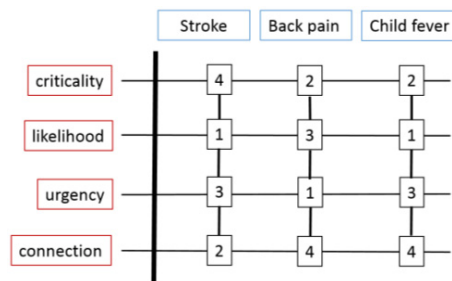 Stroke Back pain Child fever
criticality 4 2 2
likelihood 1 3 1
urgency 3 1 3
connection 2 4 4